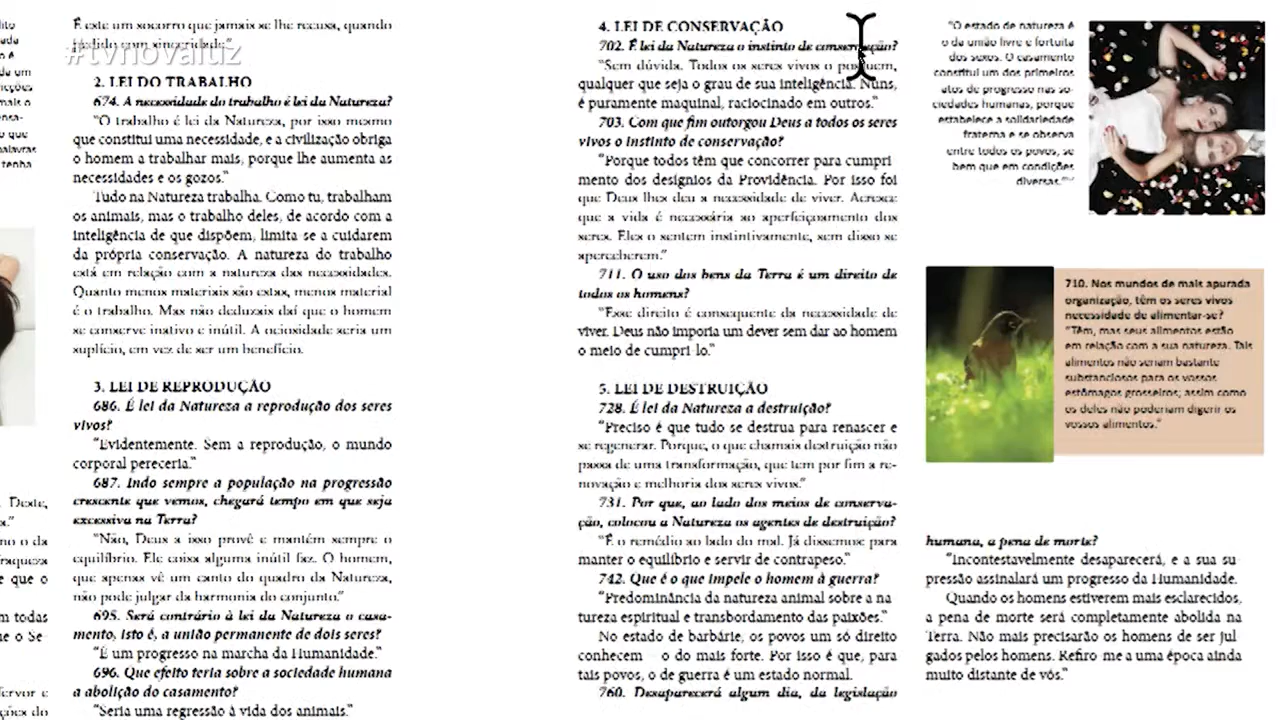 #tvnovaluz
É este um socorro que jamais se lhe recusa, quando
pedido com sinceridade."
2. LEI DO TRABALHO
674. A necessidade do trabalho é lei da Natureza?
"O trabalho é lei da Natureza, por isso mesmo
que constitui uma necessidade, e a civilização obriga
o homem a trabalhar mais, porque lhe aumenta as
necessidades e os gozos."
Tudo na Natureza trabalha. Como tu, trabalham
os animais, mas o trabalho deles, de acordo com a
inteligência de que dispõem, limita se a cuidarem
da própria conservação. A natureza do trabalho
está em relação com a natureza das necessidades.
Quanto menos materiais são estas, menos material
é o trabalho. Mas não deduzais daí que o homem
se conserve inativo e inútil. A ociosidade seria um
suplício, em vez de ser um benefício.
3. LEI DE REPRODUÇÃO
686. É lei da Natureza a reprodução dos seres
vivos?
"Evidentemente. Sem a reprodução, o mundo
corporal pereceria."
687. Indo sempre a população na progressão
crescente que vemos, chegará tempo em que seja
excessiva na Terra?
"Não, Deus a isso provê e mantém sempre o
equilíbrio. Ele coisa alguma inútil faz. O homem,
que apenas vê um canto do quadro da Natureza,
não pode julgar da harmonia do conjunto."
695. Será contrário à lei da Natureza o casa-
mento, isto é, a união permanente de dois seres?
"É um progresso na marcha da Humanidade."
696. Que efeito teria sobre a sociedade humana
a abolição do casamento?
"Seria uma regressão à vida dos animais."
4. LEI DE CONSERVAÇÃO
702. É lei da Natureza o instinto de conservação?
"Sem dúvida. Todos os seres vivos o possuem,
qualquer que seja o grau de sua inteligência. Nuns,
é puramente maquinal, raciocinado em outros."
703. Com que fim outorgou Deus a todos os seres
vivos o instinto de conservação?
"Porque todos têm que concorrer para cumpri
mento dos desígnios da Providência. Por isso foi
que Deus lhes deu a necessidade de viver. Acresce
que a vida é necessária ao aperfeiçoamento dos
seres. Eles o sentem instintivamente, sem disso se
aperceberem."
711. O uso dos bens da Terra é um direito de
todos os homens?
"Esse direito é consequente da necessidade de
viver. Deus não imporia um dever sem dar ao homem
o meio de cumpri lo."
5. LEI DE DESTRUIÇÃO
728. É lei da Natureza a destruição?
"Preciso é que tudo se destrua para renascer e
se regenerar. Porque, o que chamais destruição não
passa de uma transformação, que tem por fim a re-
novação e melhoria dos seres vivos."
731. Por que, ao lado dos meios de conserva-
ção, colocou a Natureza os agentes de destruição?
"É o remédio ao lado do mal. Já dissemos: para
manter o equilíbrio e servir de contrapeso."
742. Que é o que impele o homem à guerra?
"Predominância da natureza animal sobre a na
tureza espiritual e transbordamento das paixões."
No estado de barbárie, os povos um só direito
conhecem o do mais forte. Por isso é que, para
tais povos, o de guerra é um estado normal.
760. Desaparecerá algum dia, da legislação
"O estado de natureza é
o da união livre e fortuita
dos sexos. O casamento
constitui um dos primeiros
atos de progresso nas so-
ciedades humanas, porque
estabelece a solidariedade
fraterna e se observa
entre todos os povos, se
bem que em condições
diversas."
710. Nos mundos de mais apurada
organização, têm os seres vivos
necessidade de alimentar-se?
"Têm, mas seus alimentos estão
em relação com a sua natureza. Tais
alimentos não seriam bastante
substanciosos para os vossos
estômagos grosseiros; assim como
os deles não poderiam digerir os
vossos alimentos."
humana, a pena de morte?
"Incontestavelmente desaparecerá, e a sua su
pressão assinalará um progresso da Humanidade.
Quando os homens estiverem mais esclarecidos,
a pena de morte será completamente abolida na
Terra. Não mais precisarão os homens de ser jul
gados pelos homens. Refiro me a uma época ainda
muito distante de vós."